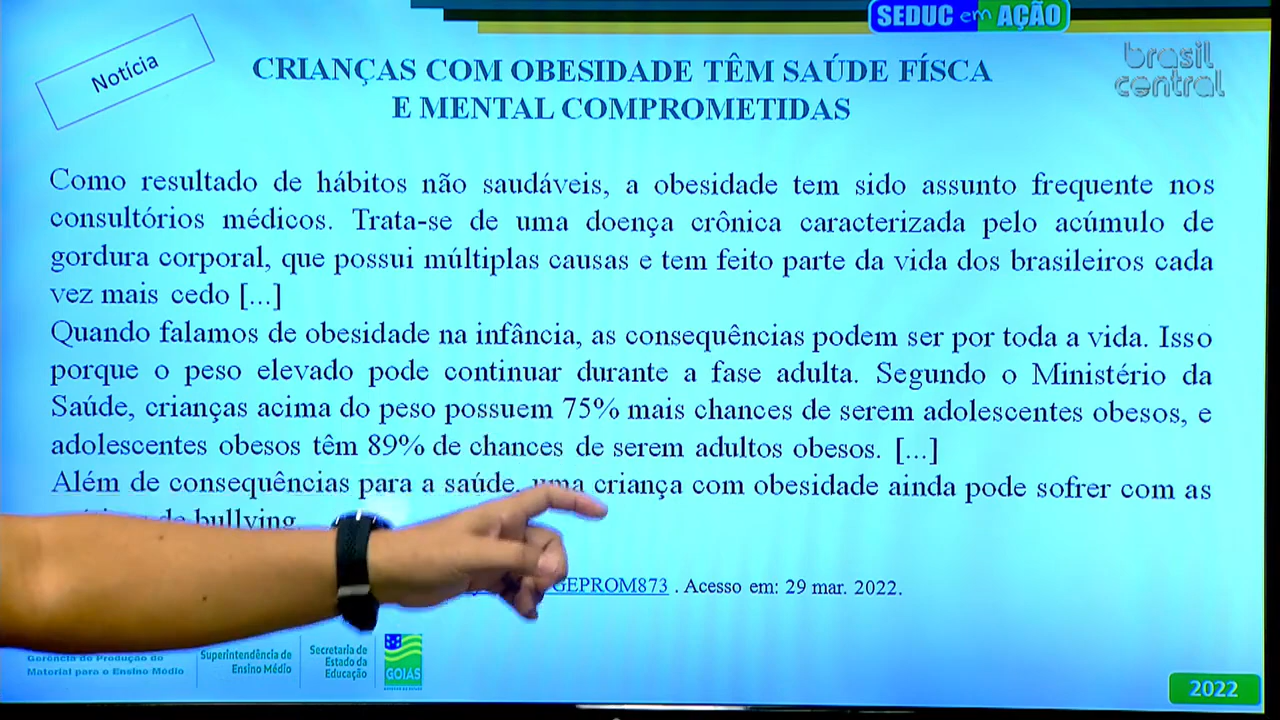 SEDUC em AÇÃO
brasil
central
Notícia
CRIANÇAS COM OBESIDADE TÊM SAÚDE FÍSCA
E MENTAL COMPROMETIDAS
Como resultado de hábitos não saudáveis, a obesidade tem sido assunto frequente nos
consultórios médicos. Trata-se de uma doença crônica caracterizada pelo acúmulo de
gordura corporal, que possui múltiplas causas e tem feito parte da vida dos brasileiros cada
vez mais cedo [...]
Quando falamos de obesidade na infância, as consequências podem ser por toda a vida. Isso
porque o peso elevado pode continuar durante a fase adulta. Segundo o Ministério da
Saúde, crianças acima do peso possuem 75% mais chances de serem adolescentes obesos, e
adolescentes obesos têm 89% de chances de serem adultos obesos. [...]
Além de consequências para a saúde, uma criança com obesidade ainda pode sofrer com as
de bullying.
GEPROM873 . Acesso em: 29 mar. 2022.
Gerência de Produção de
Material para o Ensino Médio
Superintendência de
Ensino Médio
Secretaria de
Estado da
Educação
GOIÁS
2022